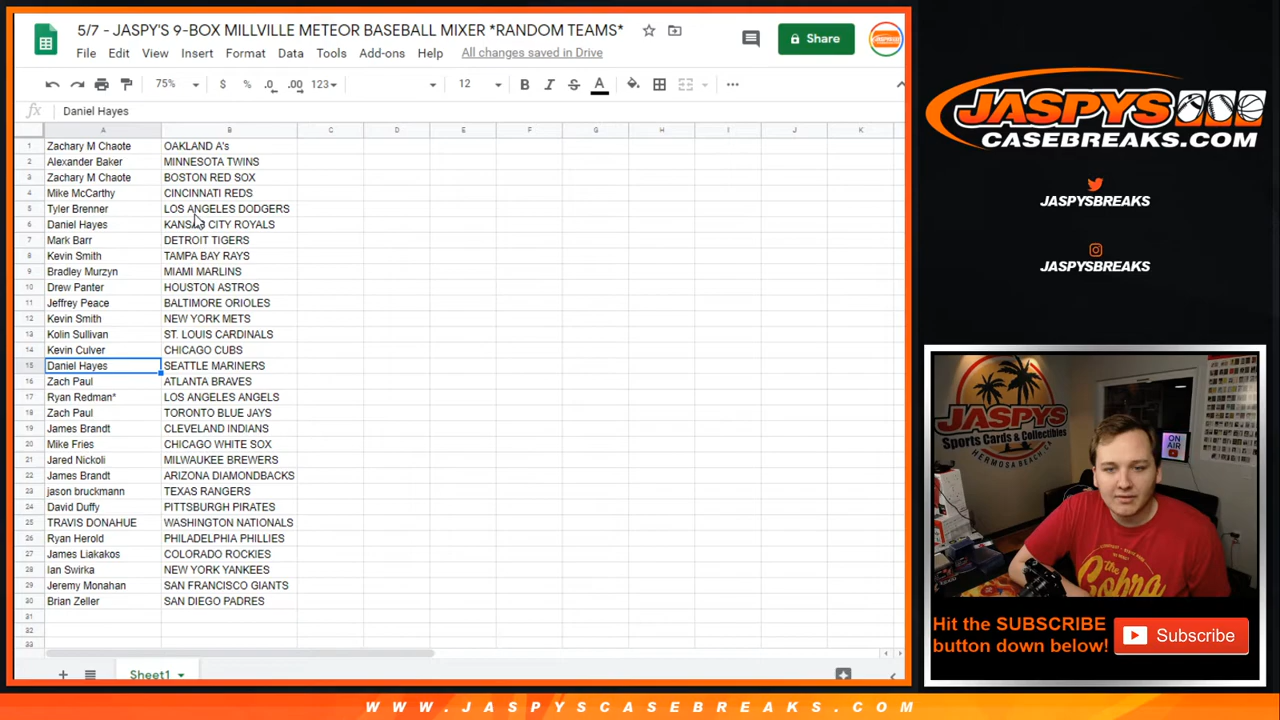 5/7 - JASPY'S 9-BOX MILLVILLE METEOR BASEBALL MIXER *RANDOM TEAMS*
File Edit View Insert Format Data Tools Add-ons Help All changes saved in Drive
Share
75% $ % .0 .00 123 12 B I S A
fx Daniel Hayes
A B C D E F G H I J K
1 Zachary M Chaote OAKLAND A's
2 Alexander Baker MINNESOTA TWINS
3 Zachary M Chaote BOSTON RED SOX
4 Mike McCarthy CINCINNATI REDS
5 Tyler Brenner LOS ANGELES DODGERS
6 Daniel Hayes KANSAS CITY ROYALS
7 Mark Barr DETROIT TIGERS
8 Kevin Smith TAMPA BAY RAYS
9 Bradley Murzyn MIAMI MARLINS
10 Drew Panter HOUSTON ASTROS
11 Jeffrey Peace BALTIMORE ORIOLES
12 Kevin Smith NEW YORK METS
13 Kolin Sullivan ST. LOUIS CARDINALS
14 Kevin Culver CHICAGO CUBS
15 Daniel Hayes SEATTLE MARINERS
16 Zach Paul ATLANTA BRAVES
17 Ryan Redman* LOS ANGELES ANGELS
18 Zach Paul TORONTO BLUE JAYS
19 James Brandt CLEVELAND INDIANS
20 Mike Fries CHICAGO WHITE SOX
21 Jared Nickoli MILWAUKEE BREWERS
22 James Brandt ARIZONA DIAMONDBACKS
23 jason bruckmann TEXAS RANGERS
24 David Duffy PITTSBURGH PIRATES
25 TRAVIS DONAHUE WASHINGTON NATIONALS
26 Ryan Herold PHILADELPHIA PHILLIES
27 James Liakakos COLORADO ROCKIES
28 Ian Swirka NEW YORK YANKEES
29 Jeremy Monahan SAN FRANCISCO GIANTS
30 Brian Zeller SAN DIEGO PADRES
31
32
33
Sheet1
JASPYS
CASEBREAKS.COM
JASPYSBREAKS
JASPYSBREAKS
JASPYS
Sports Cards & Collectibles
HERMOSA BEACH, CA
ON
AIR
the
Cobra
Hit the SUBSCRIBE
button down below!
Subscribe
WWW.JASPYSCASEBREAKS.COM